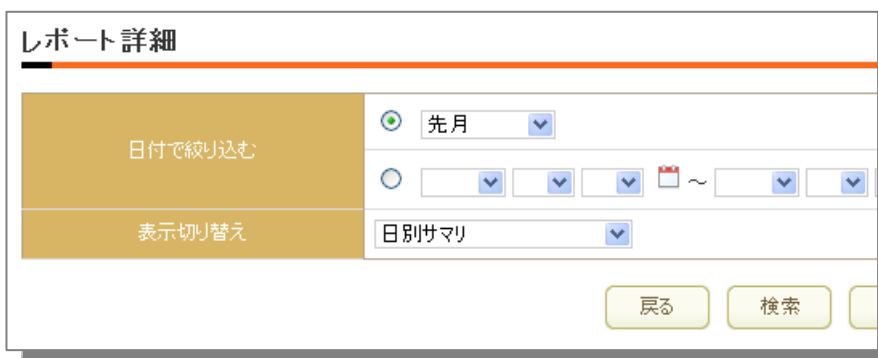 レポート詳細
日付で絞り込む
先月
～
表示切り替え
日別サマリ
戻る
検索